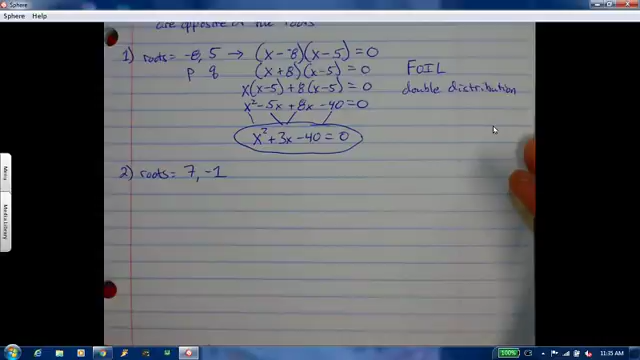 Sphere
Sphere Help
are opposite of the roots
1) roots = -8, 5 → (x - -8)(x - 5) = 0
p q (x + 8)(x - 5) = 0
FOIL
x(x-5) + 8(x-5) = 0
double distribution
x² - 5x + 8x - 40 = 0
x² + 3x - 40 = 0
2) roots = 7, -1
Menu
Media Library
100%
11:35 AM